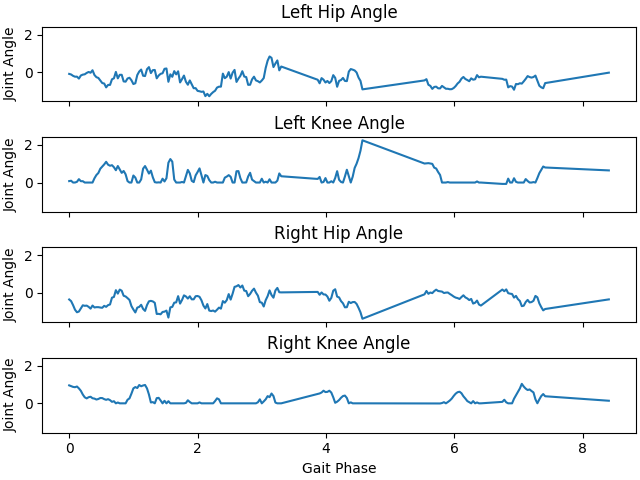 Left Hip Angle
Joint Angle
2
0
Left Knee Angle
Joint Angle
2
0
Right Hip Angle
Joint Angle
2
0
Right Knee Angle
Joint Angle
2
0
0 2 4 6 8
Gait Phase